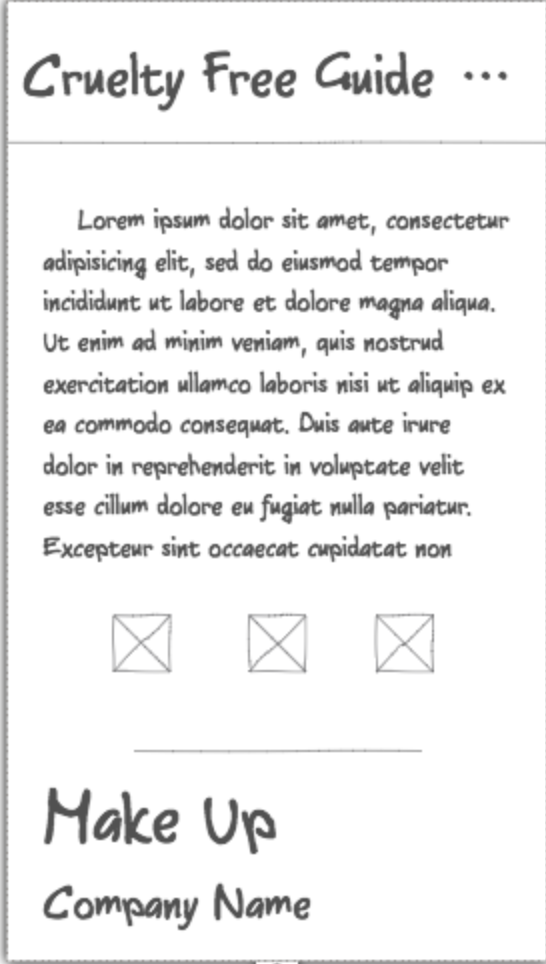 Cruelty Free Guide ...
Lorem ipsum dolor sit amet, consectetur
adipisicing elit, sed do eiusmod tempor
incididunt ut labore et dolore magna aliqua.
Ut enim ad minim veniam, quis nostrud
exercitation ullamco laboris nisi ut aliquip ex
ea commodo consequat. Duis aute irure
dolor in reprehenderit in voluptate velit
esse cillum dolore eu fugiat nulla pariatur.
Excepteur sint occaecat cupidatat non
Make Up
Company Name